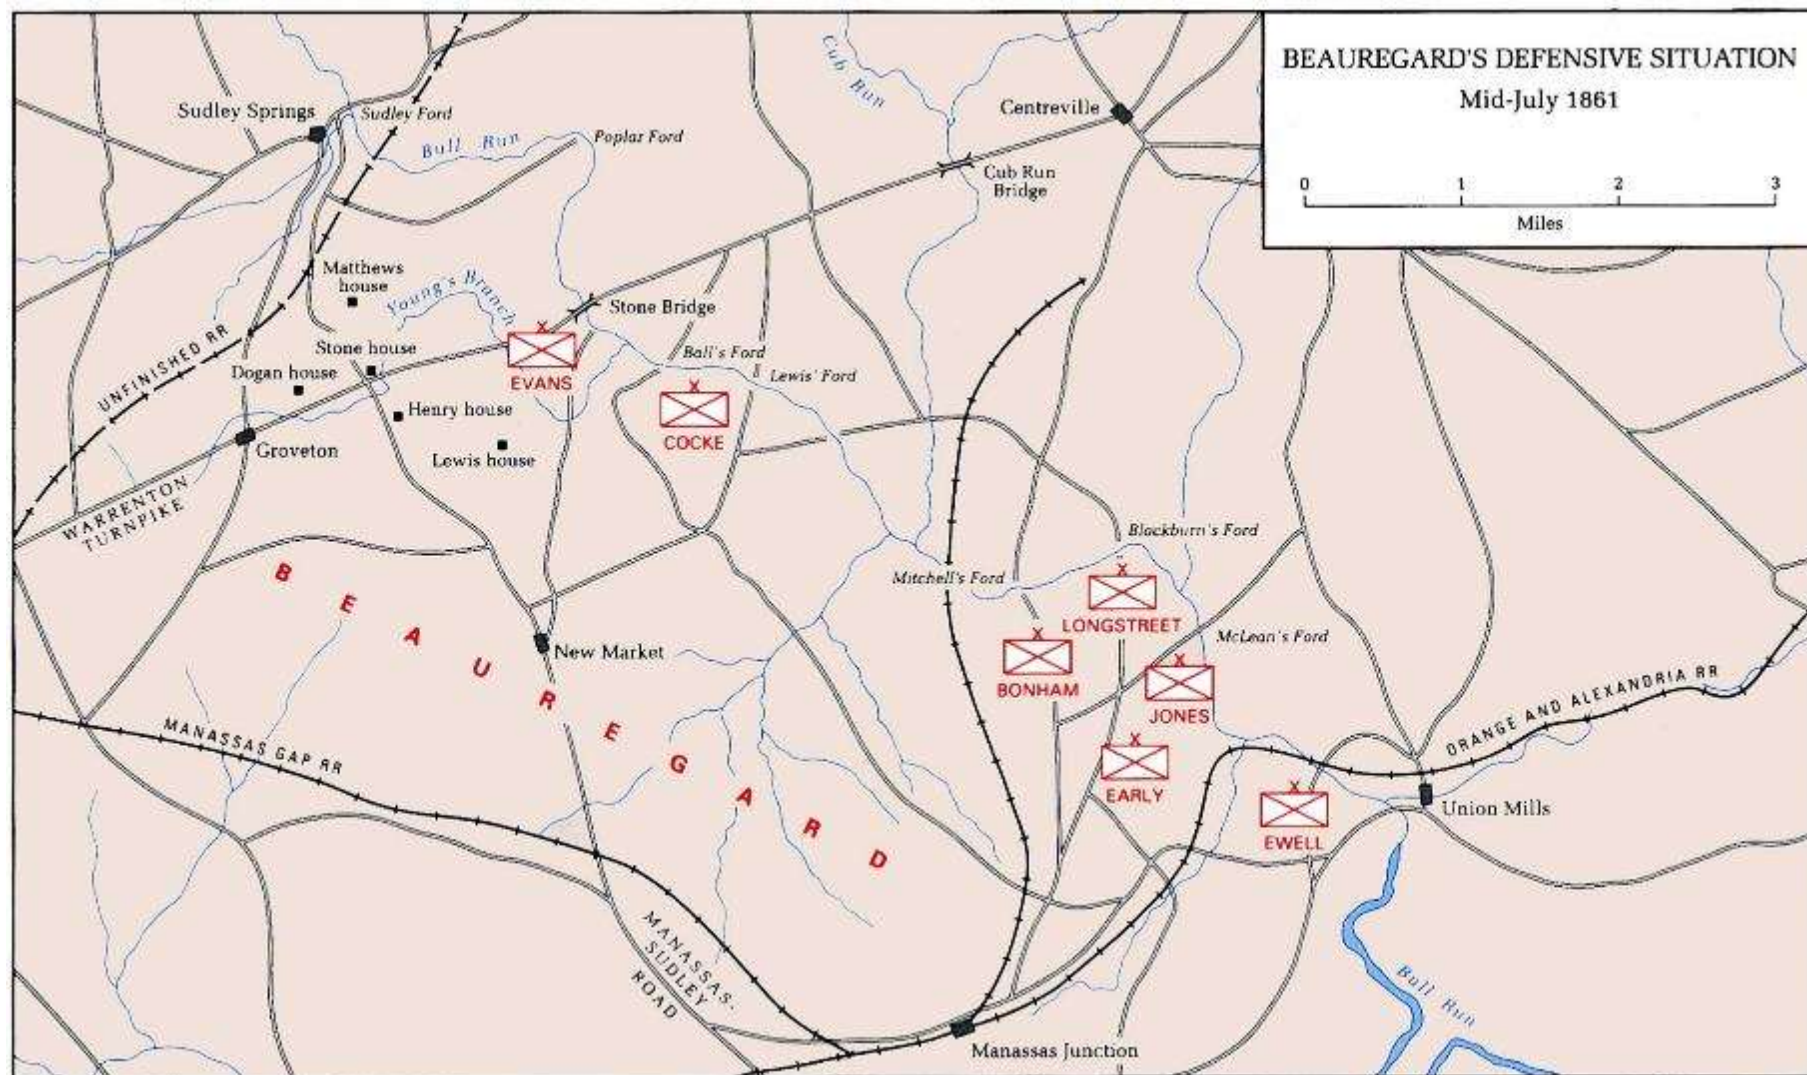 BEAUREGARD'S DEFENSIVE SITUATION
Mid-July 1861
0 1 2 3
Miles
Sudley Springs
Sudley Ford
Bull Run
Poplar Ford
Cub Run
Centreville
Cub Run
Bridge
Matthews
house
Young's Branch
Stone Bridge
UNFINISHED RR
Stone house
Dogan house
EVANS
Ball's Ford
Lewis' Ford
Henry house
COCKE
Groveton
Lewis house
WARRENTON
TURNPIKE
Blackburn's Ford
Mitchell's Ford
BEAUREGARD
LONGSTREET
McLean's Ford
New Market
BONHAM
JONES
ORANGE AND ALEXANDRIA RR
MANASSAS GAP RR
EARLY
Union Mills
EWELL
MANASSAS-
SUDLEY
ROAD
Bull Run
Manassas Junction